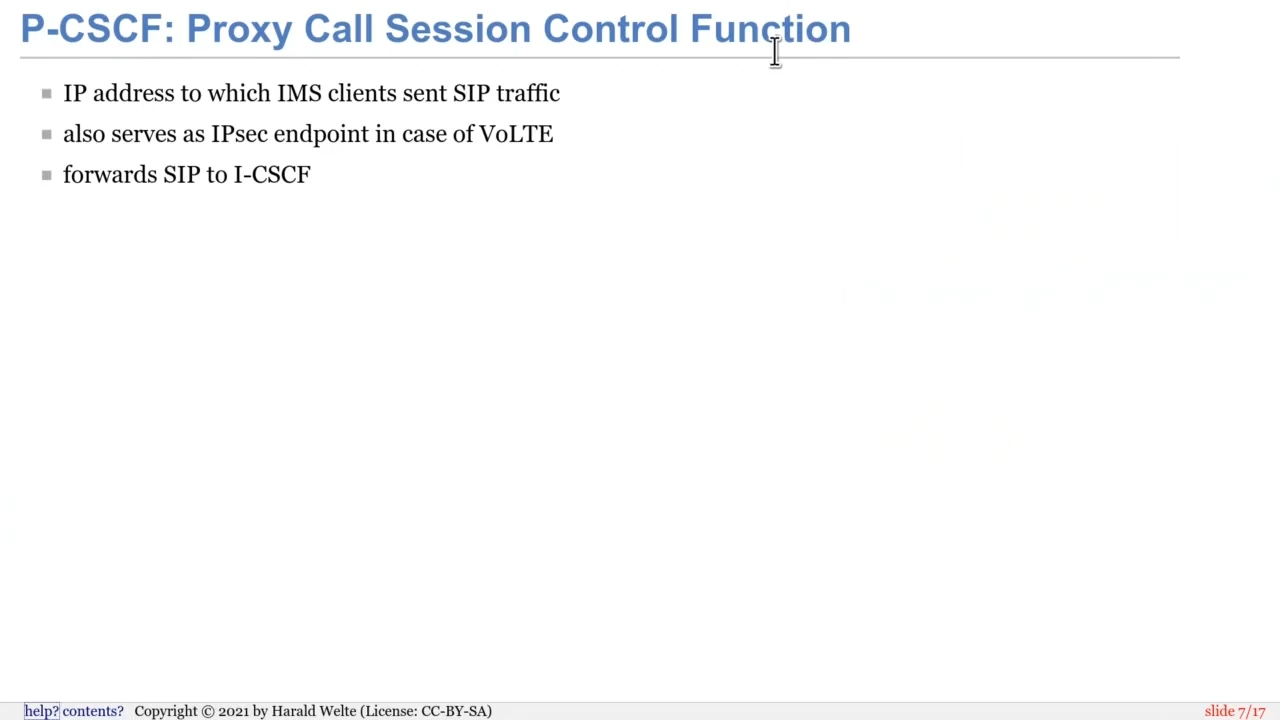 P-CSCF: Proxy Call Session Control Function
IP address to which IMS clients sent SIP traffic
also serves as IPsec endpoint in case of VoLTE
forwards SIP to I-CSCF
help? contents? Copyright © 2021 by Harald Welte (License: CC-BY-SA) slide 7/17